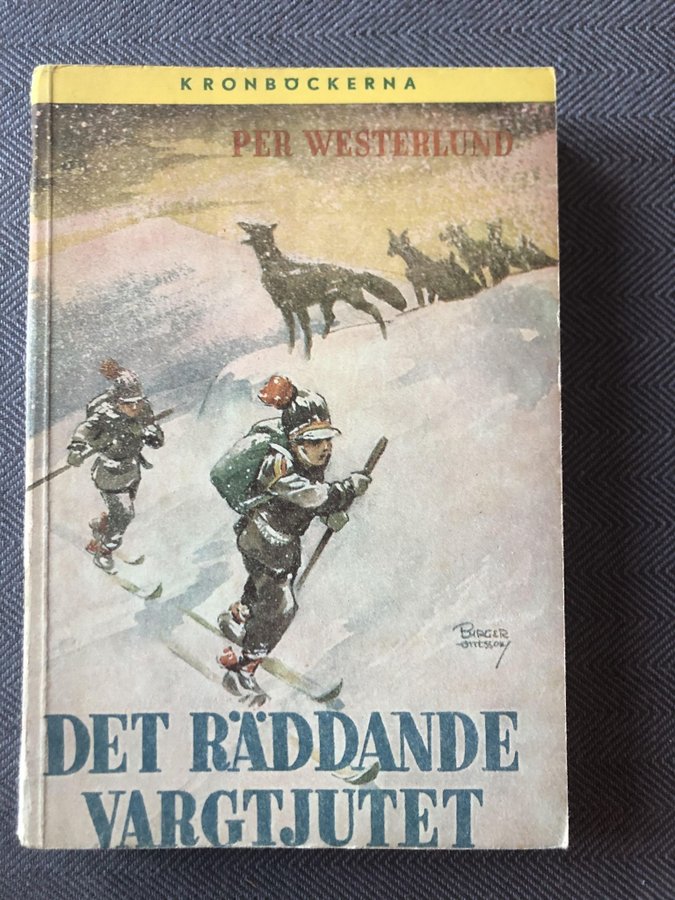 KRONBÖCKERNA
PER WESTERLUND
BIRGER
OTTESSON
DET RÄDDANDE
VARGTJUTET